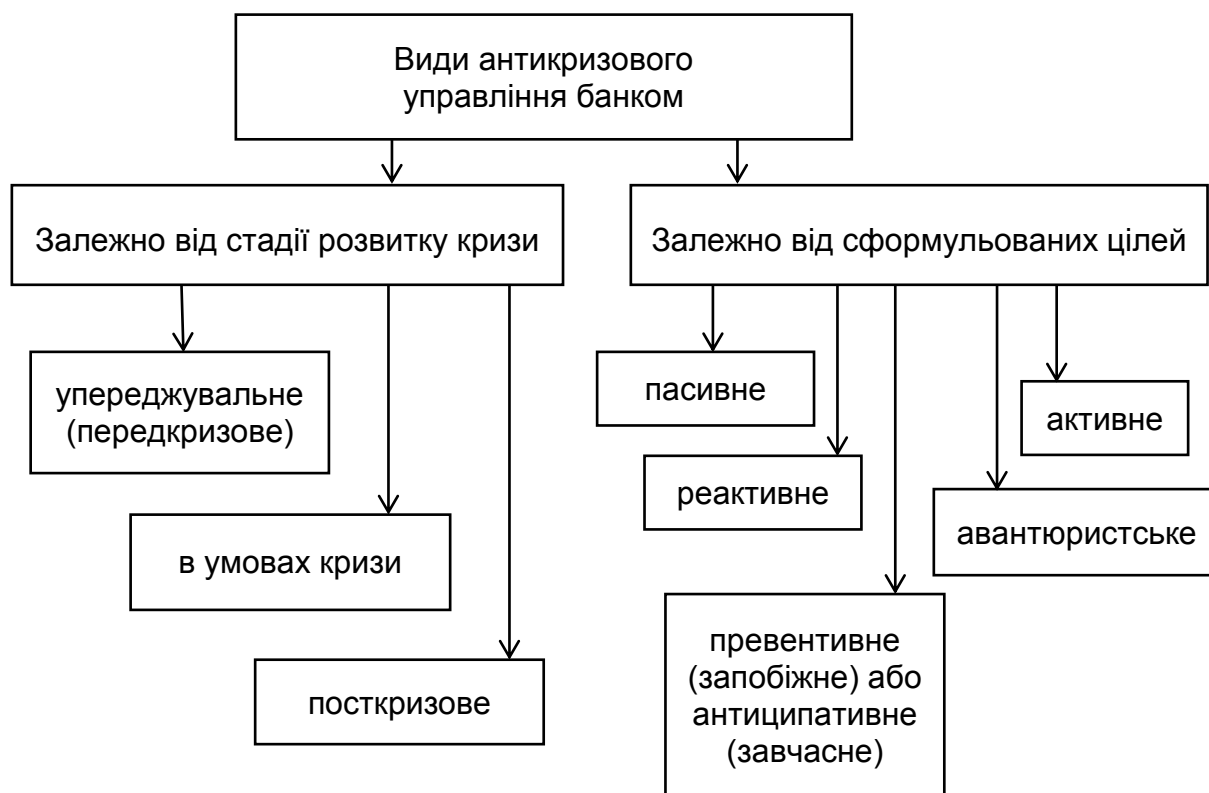 Види антикризового
управління банком
Залежно від стадії розвитку кризи
Залежно від сформульованих цілей
упереджувальне
(передкризове)
в умовах кризи
посткризове
пасивне
реактивне
превентивне
(запобіжне) або
антиципативне
(завчасне)
авантюристське
активне